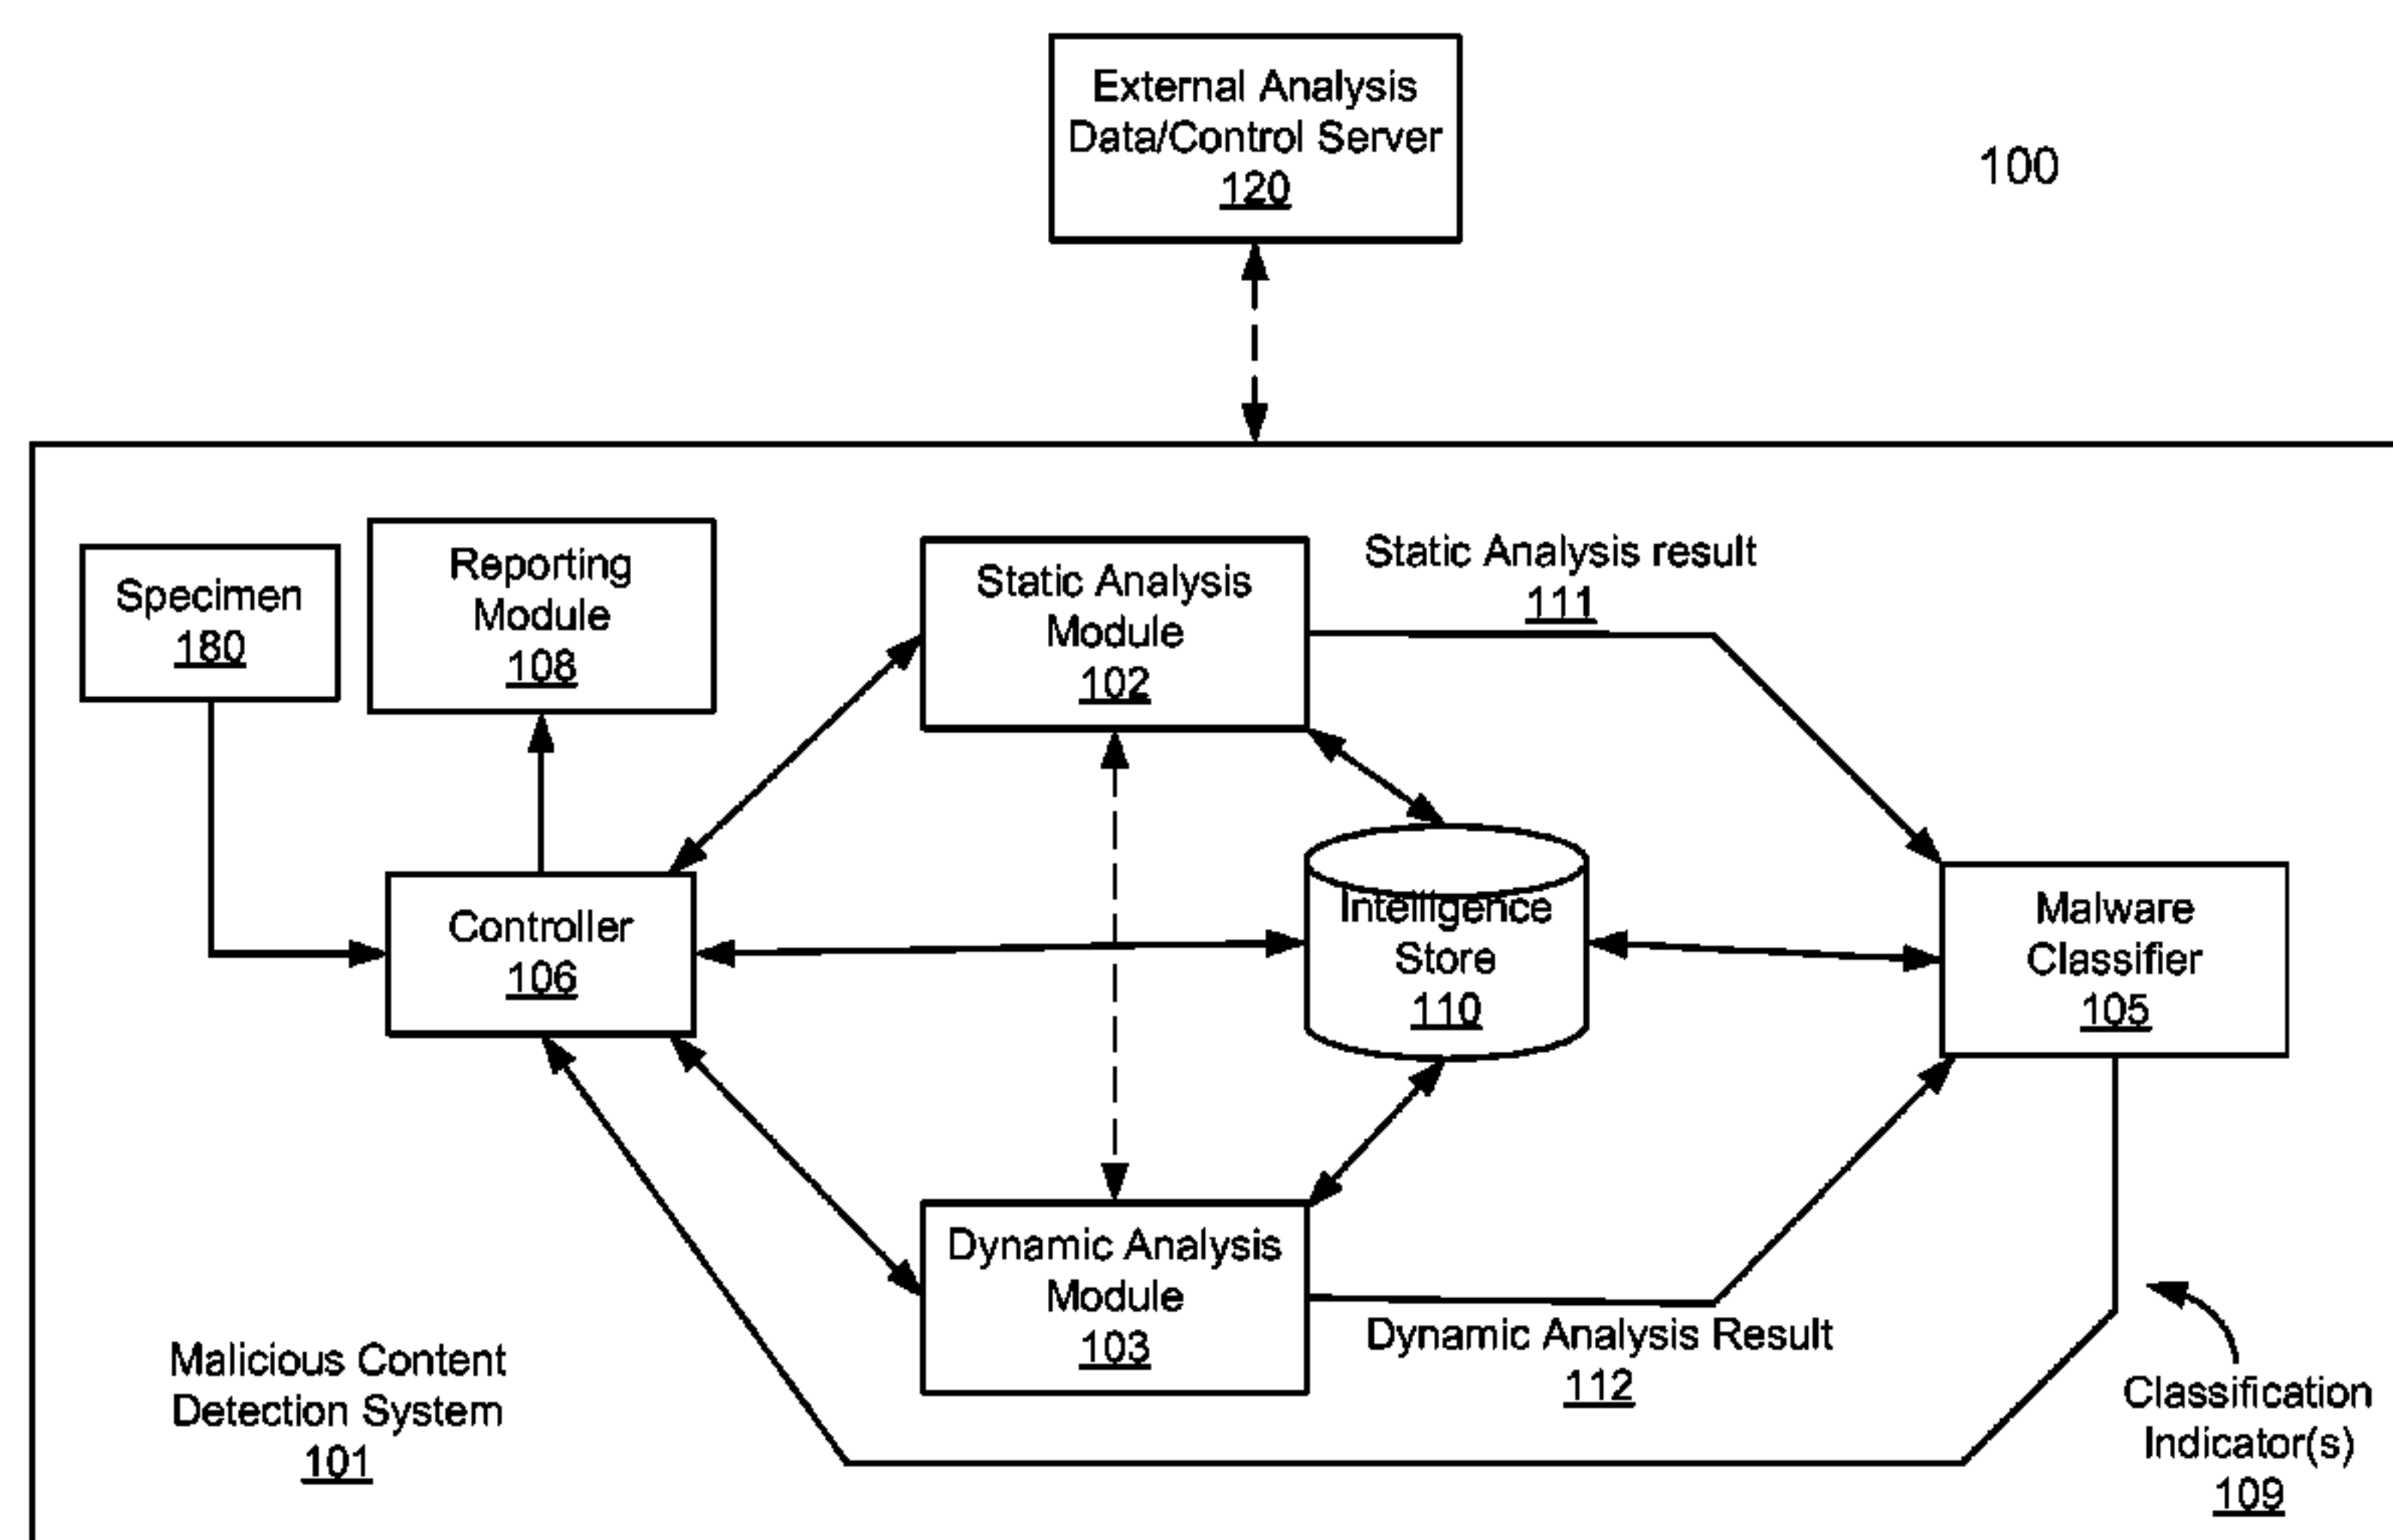 External Analysis
Data/Control Server
120
100
Specimen
180
Reporting
Module
108
Static Analysis
Module
102
Static Analysis result
111
Controller
106
Intelligence
Store
110
Malware
Classifier
105
Dynamic Analysis
Module
103
Dynamic Analysis Result
112
Malicious Content
Detection System
101
Classification
Indicator(s)
109